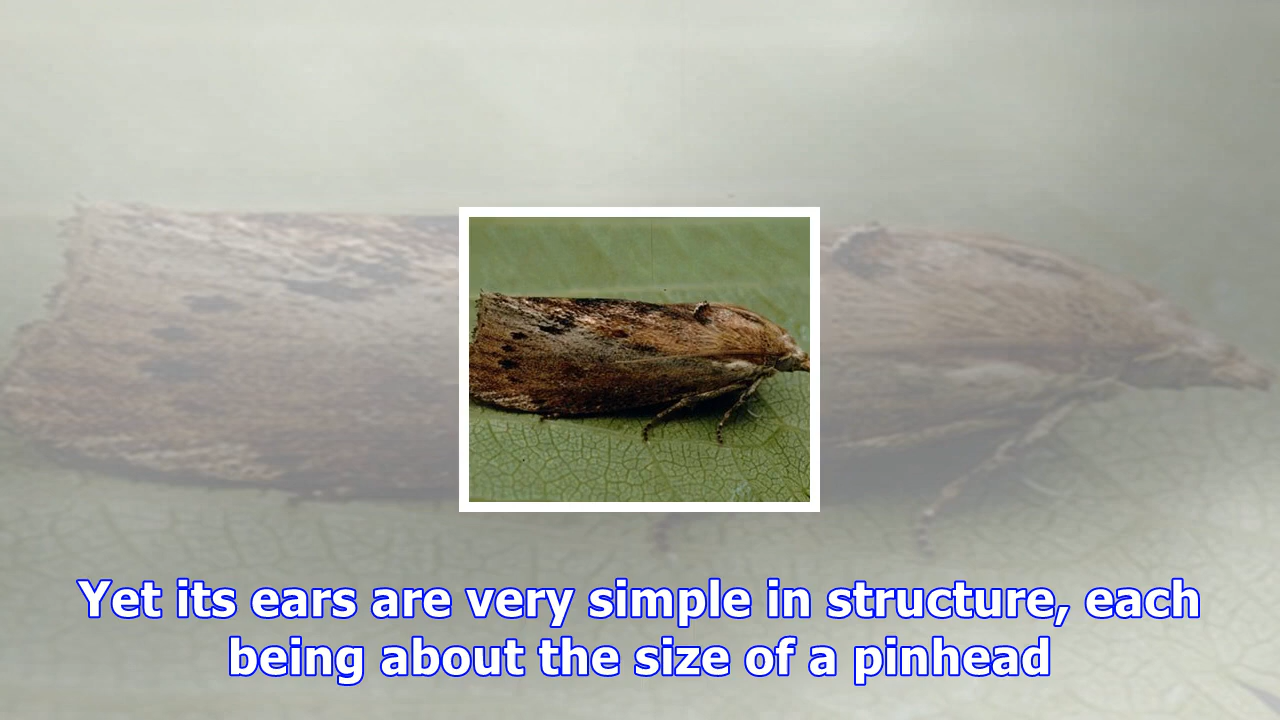 Yet its ears are very simple in structure, each
being about the size of a pinhead